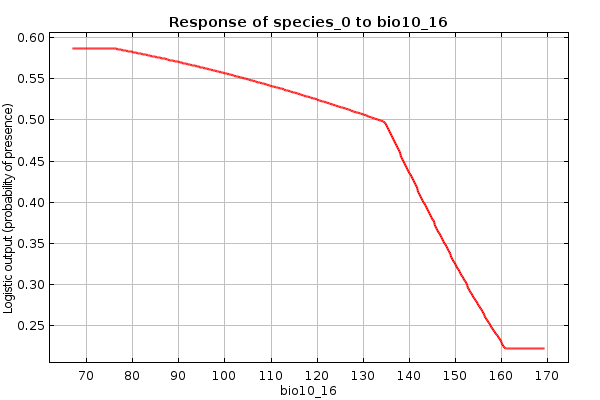 Response of species_0 to bio10_16
Logistic output (probability of presence)
0.60
0.55
0.50
0.45
0.40
0.35
0.30
0.25
70 80 90 100 110 120 130 140 150 160 170
bio10_16